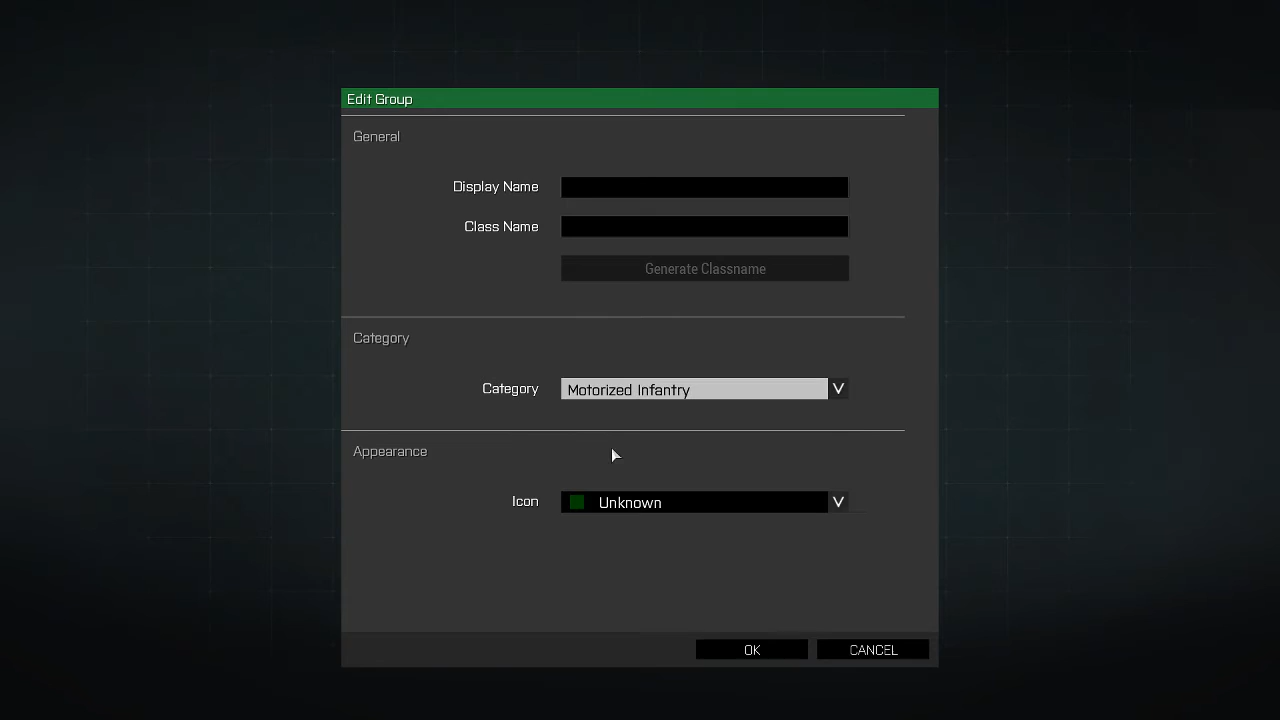 Edit Group
General
Display Name
Class Name
Generate Classname
Category
Category Motorized Infantry V
Appearance
Icon Unknown V
OK CANCEL